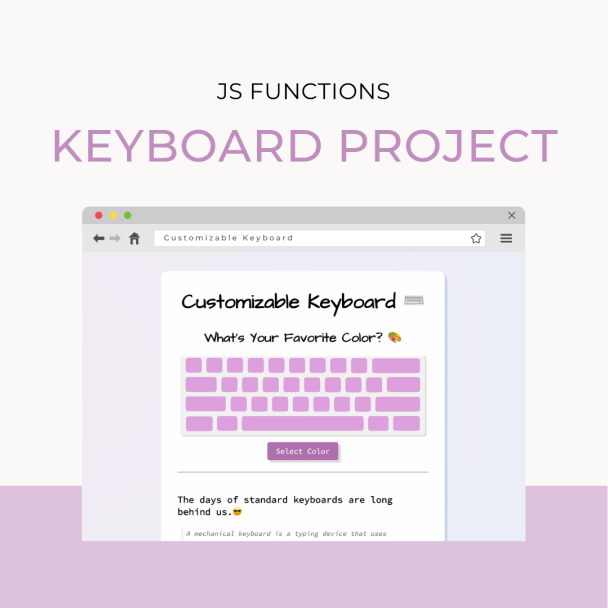 JS FUNCTIONS
KEYBOARD PROJECT
Customizable Keyboard
Customizable Keyboard
What's Your Favorite Color? 🎨
Select Color
The days of standard keyboards are long
behind us.😎
A mechanical keyboard is a typing device that uses